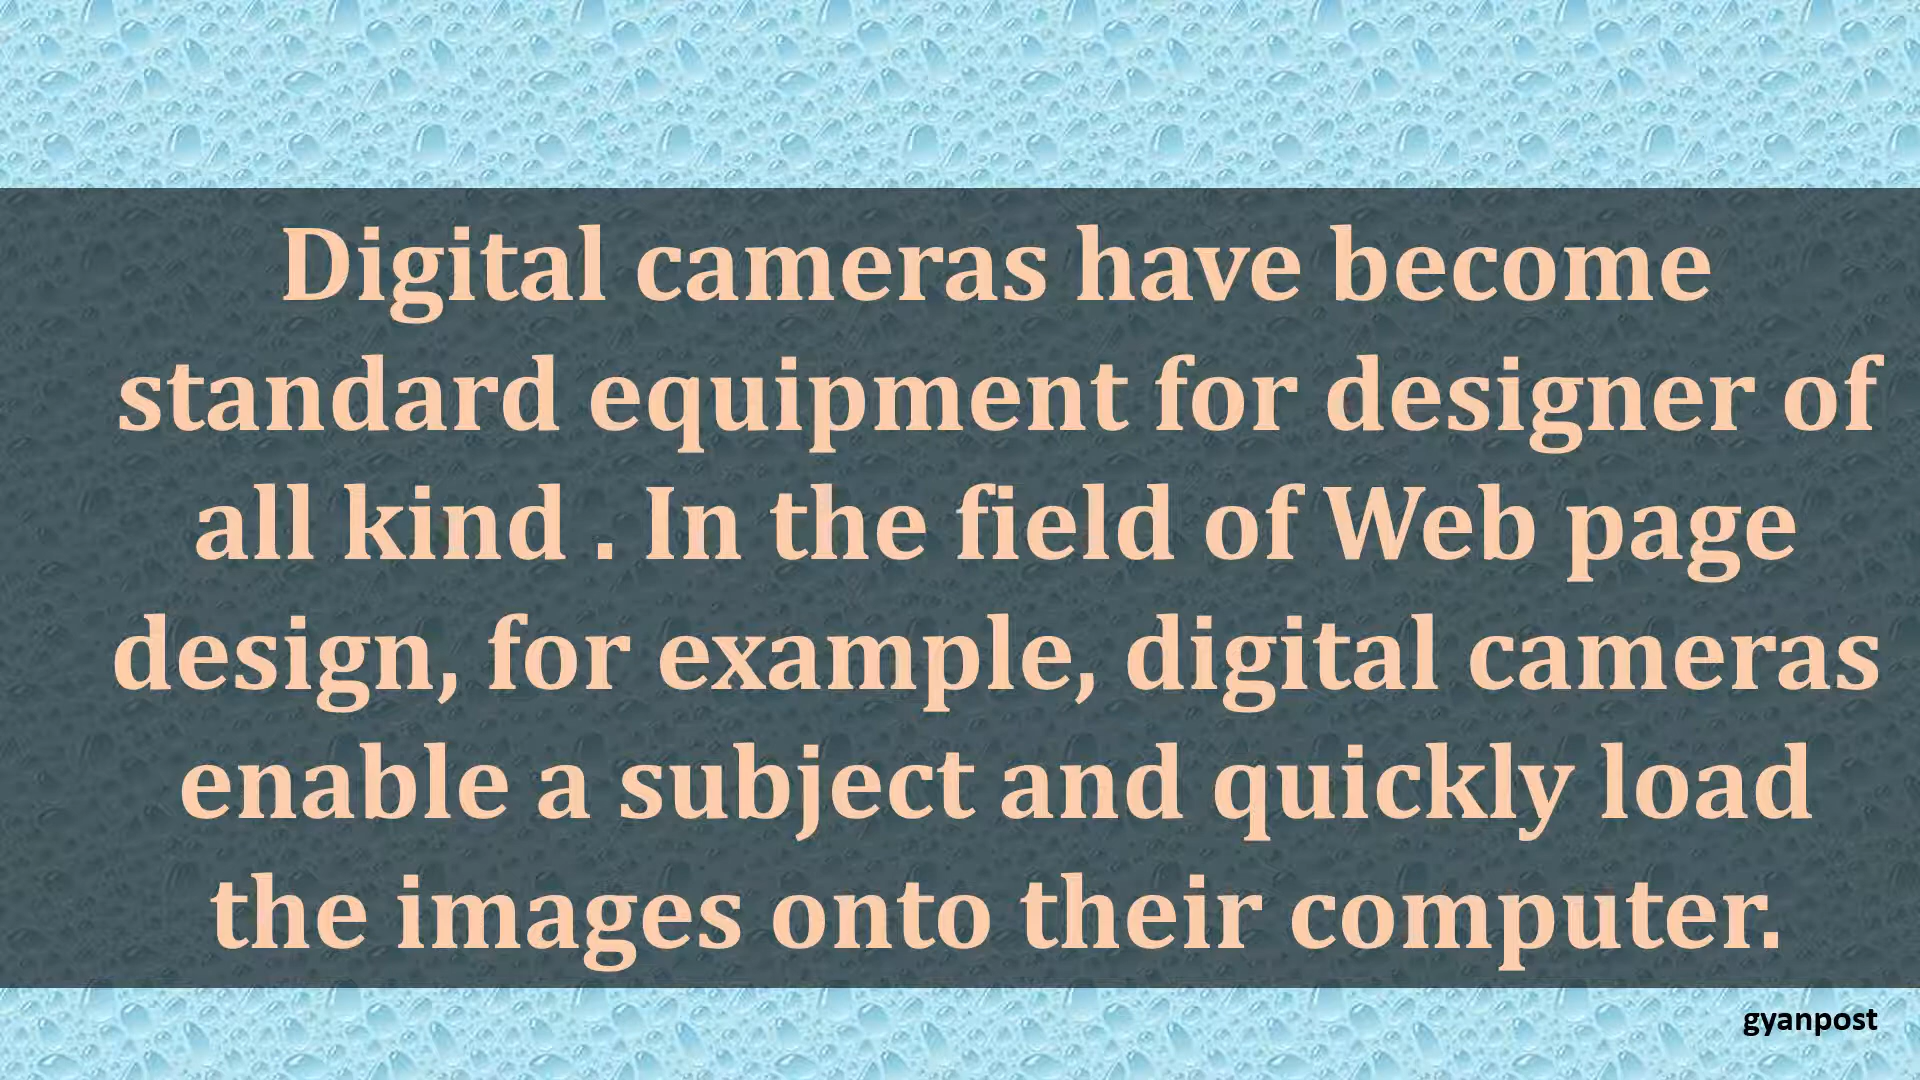 Digital cameras have become
standard equipment for designer of
all kind . In the field of Web page
design, for example, digital cameras
enable a subject and quickly load
the images onto their computer.
gyanpost